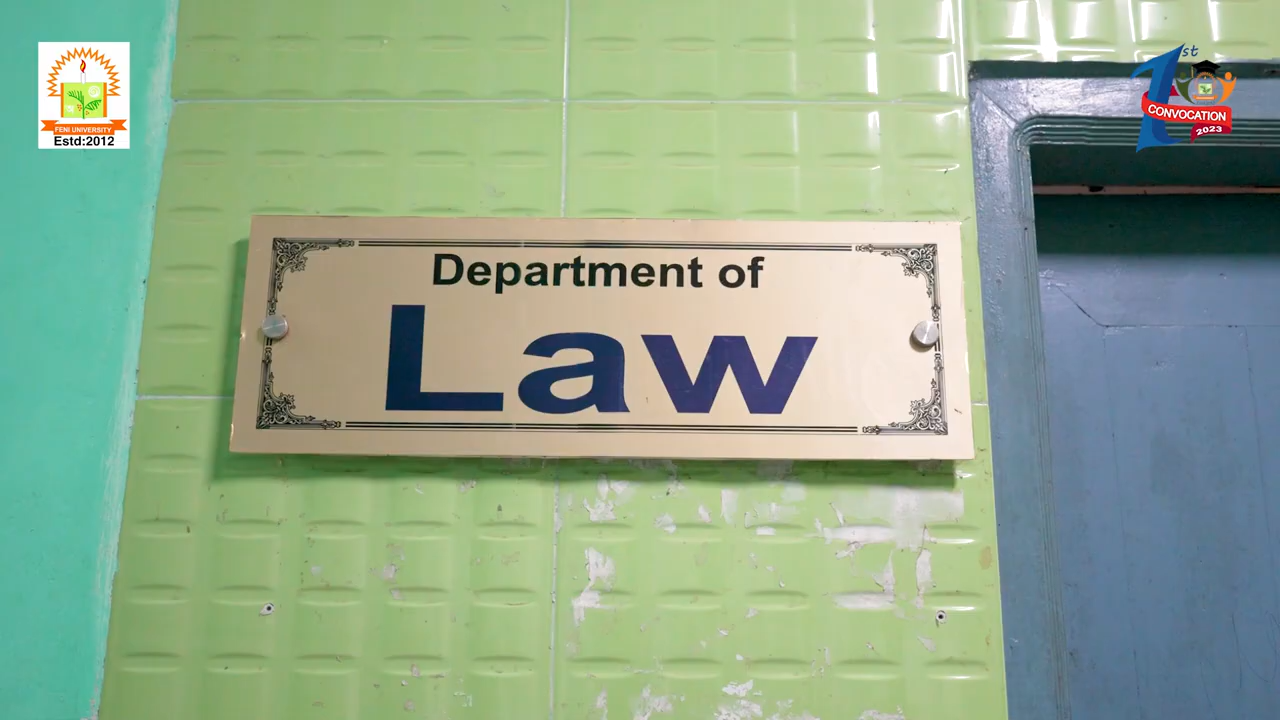 FENI UNIVERSITY
Estd:2012
1st
CONVOCATION
2023
Department of
Law